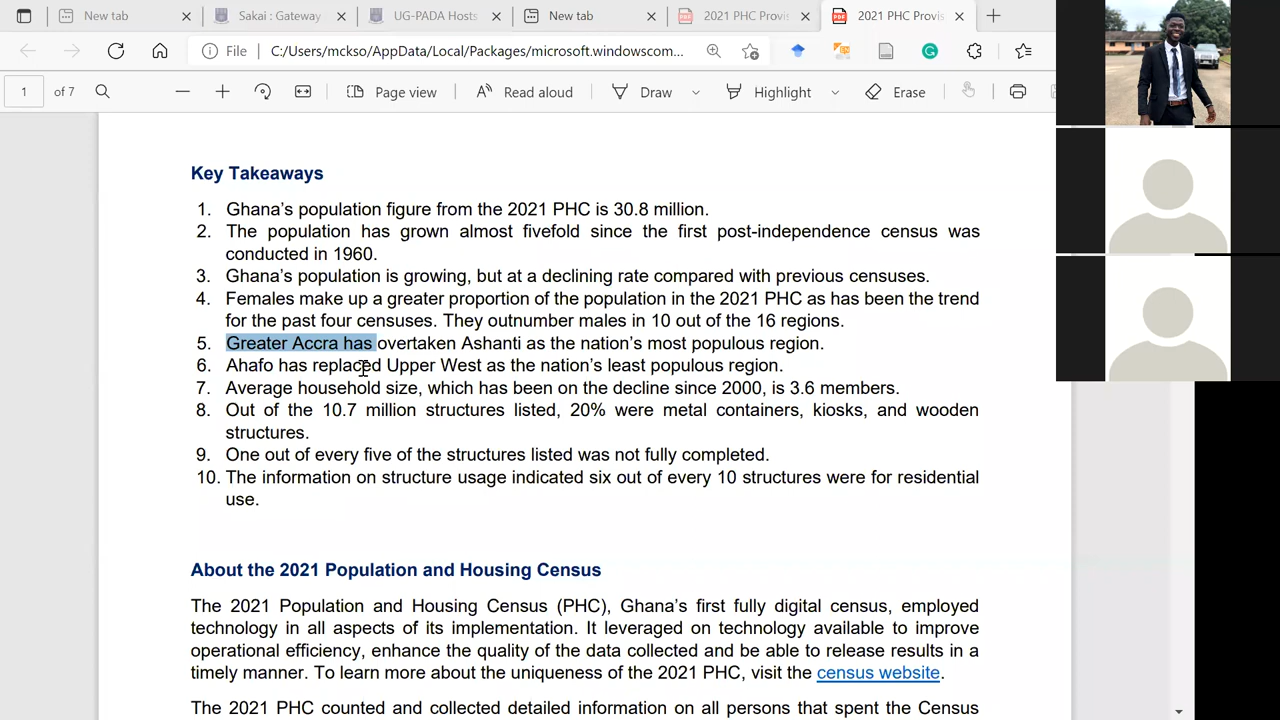 New tab
Sakai : Gateway
UG-PADA Hosts
New tab
2021 PHC Provis
2021 PHC Provis
File C:/Users/mckso/AppData/Local/Packages/microsoft.windowscom...
1 of 7 Page view Read aloud Draw Highlight Erase
Key Takeaways
1. Ghana’s population figure from the 2021 PHC is 30.8 million.
2. The population has grown almost fivefold since the first post-independence census was
conducted in 1960.
3. Ghana’s population is growing, but at a declining rate compared with previous censuses.
4. Females make up a greater proportion of the population in the 2021 PHC as has been the trend
for the past four censuses. They outnumber males in 10 out of the 16 regions.
5. Greater Accra has overtaken Ashanti as the nation’s most populous region.
6. Ahafo has replaced Upper West as the nation’s least populous region.
7. Average household size, which has been on the decline since 2000, is 3.6 members.
8. Out of the 10.7 million structures listed, 20% were metal containers, kiosks, and wooden
structures.
9. One out of every five of the structures listed was not fully completed.
10. The information on structure usage indicated six out of every 10 structures were for residential
use.
About the 2021 Population and Housing Census
The 2021 Population and Housing Census (PHC), Ghana’s first fully digital census, employed
technology in all aspects of its implementation. It leveraged on technology available to improve
operational efficiency, enhance the quality of the data collected and be able to release results in a
timely manner. To learn more about the uniqueness of the 2021 PHC, visit the census website.
The 2021 PHC counted and collected detailed information on all persons that spent the Census